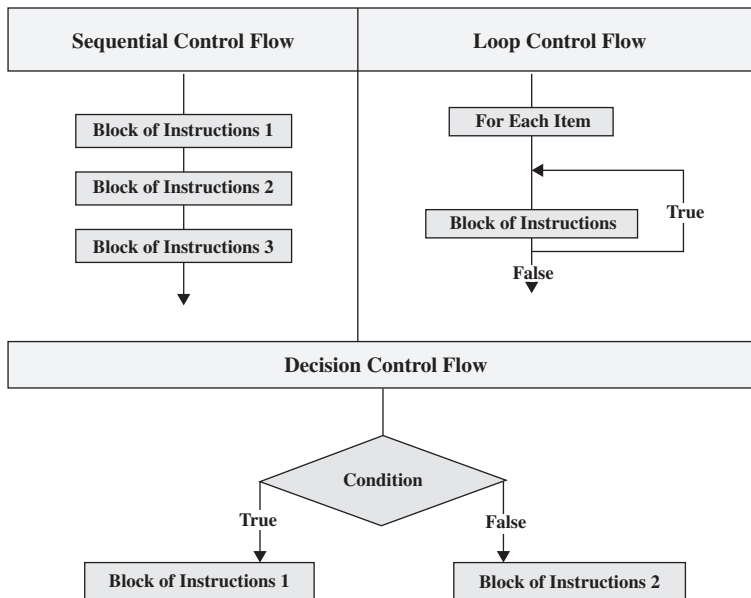 Sequential Control Flow
Block of Instructions 1
Block of Instructions 2
Block of Instructions 3
Loop Control Flow
For Each Item
True
Block of Instructions
False
Decision Control Flow
Condition
True
False
Block of Instructions 1
Block of Instructions 2